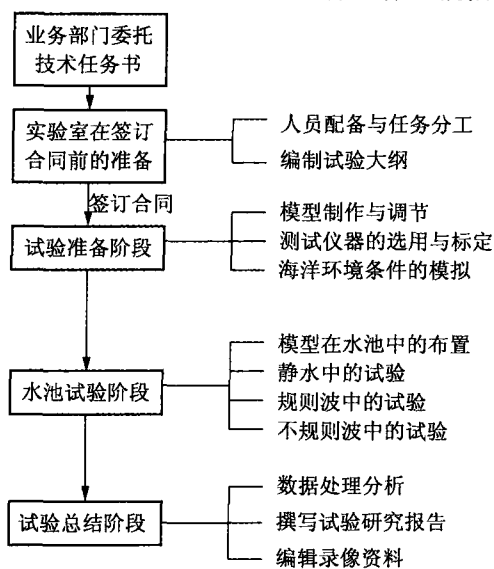 业务部门委托
技术任务书
实验室在签订
合同前的准备
人员配备与任务分工
编制试验大纲
签订合同
试验准备阶段
模型制作与调节
测试仪器的选用与标定
海洋环境条件的模拟
水池试验阶段
模型在水池中的布置
静水中的试验
规则波中的试验
不规则波中的试验
试验总结阶段
数据处理分析
撰写试验研究报告
编辑录像资料